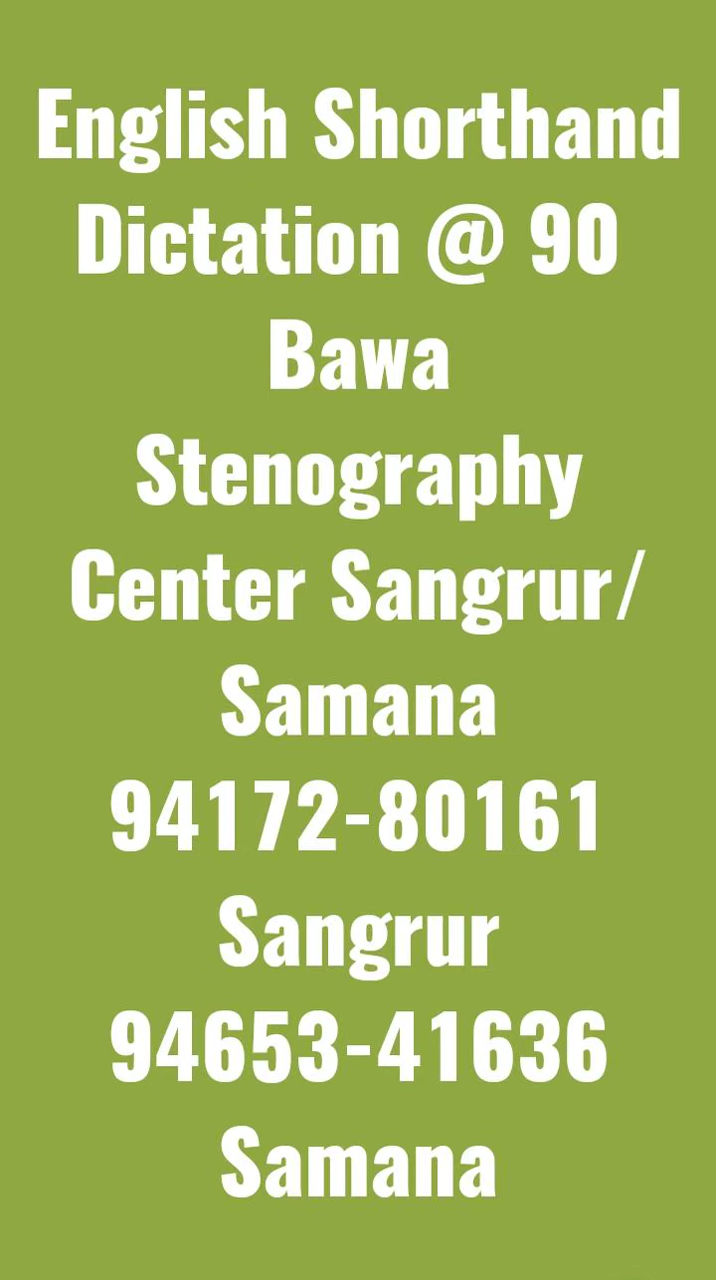 English Shorthand
Dictation @ 90
Bawa
Stenography
Center Sangrur/
Samana
94172-80161
Sangrur
94653-41636
Samana